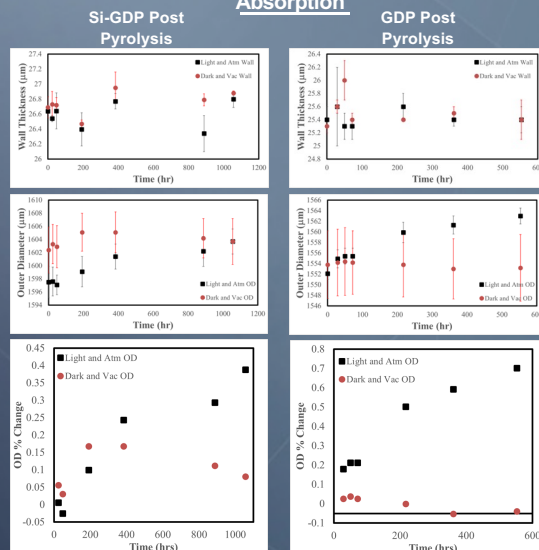 Absorption
Si-GDP Post
Pyrolysis
GDP Post
Pyrolysis
27.4
27.2
27
26.8
26.6
26.4
26.2
26
0 200 400 600 800 1000 1200
Wall Thickness (µm)
Time (hr)
Light and Atm Wall
Dark and Vac Wall
26.4
26.2
26
25.8
25.6
25.4
25.2
25
24.8
0 100 200 300 400 500 600
Wall Thickness (µm)
Time (hr)
Light and Atm Wall
Dark and Vac Wall
1610
1608
1606
1604
1602
1600
1598
1596
1594
0 200 400 600 800 1000 1200
Outer Diameter (µm)
Time (hr)
Light and Atm OD
Dark and Vac OD
1566
1564
1562
1560
1558
1556
1554
1552
1550
1548
1546
0 100 200 300 400 500 600
Outer Diameter (µm)
Time (hr)
Light and Atm OD
Dark and Vac OD
0.45
0.4
0.35
0.3
0.25
0.2
0.15
0.1
0.05
0
-0.05
0 200 400 600 800 1000
OD % Change
Time (hrs)
Light and Atm OD
Dark and Vac OD
0.8
0.7
0.6
0.5
0.4
0.3
0.2
0.1
0
-0.1
0 200 400 600
OD % Change
Time (hrs)
Light and Atm OD
Dark and Vac OD